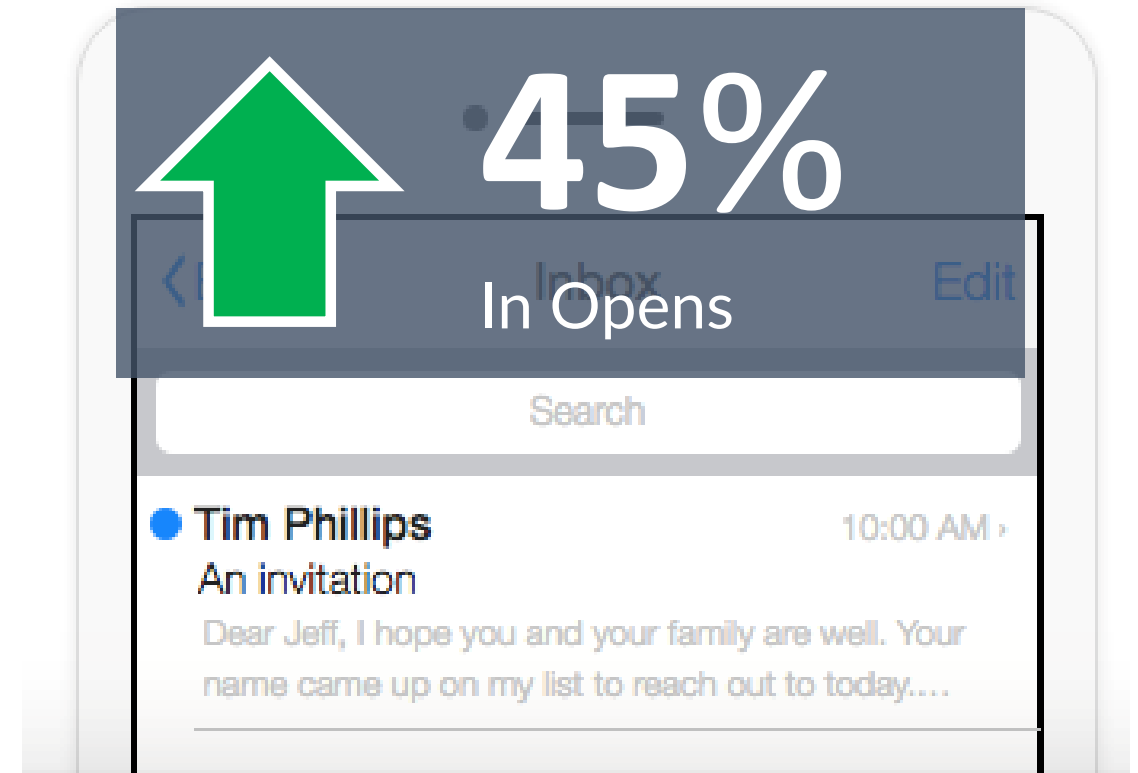 45%
Inbox
Edit
In Opens
Search
Tim Phillips
10:00 AM ›
An invitation
Dear Jeff, I hope you and your family are well. Your
name came up on my list to reach out to today....